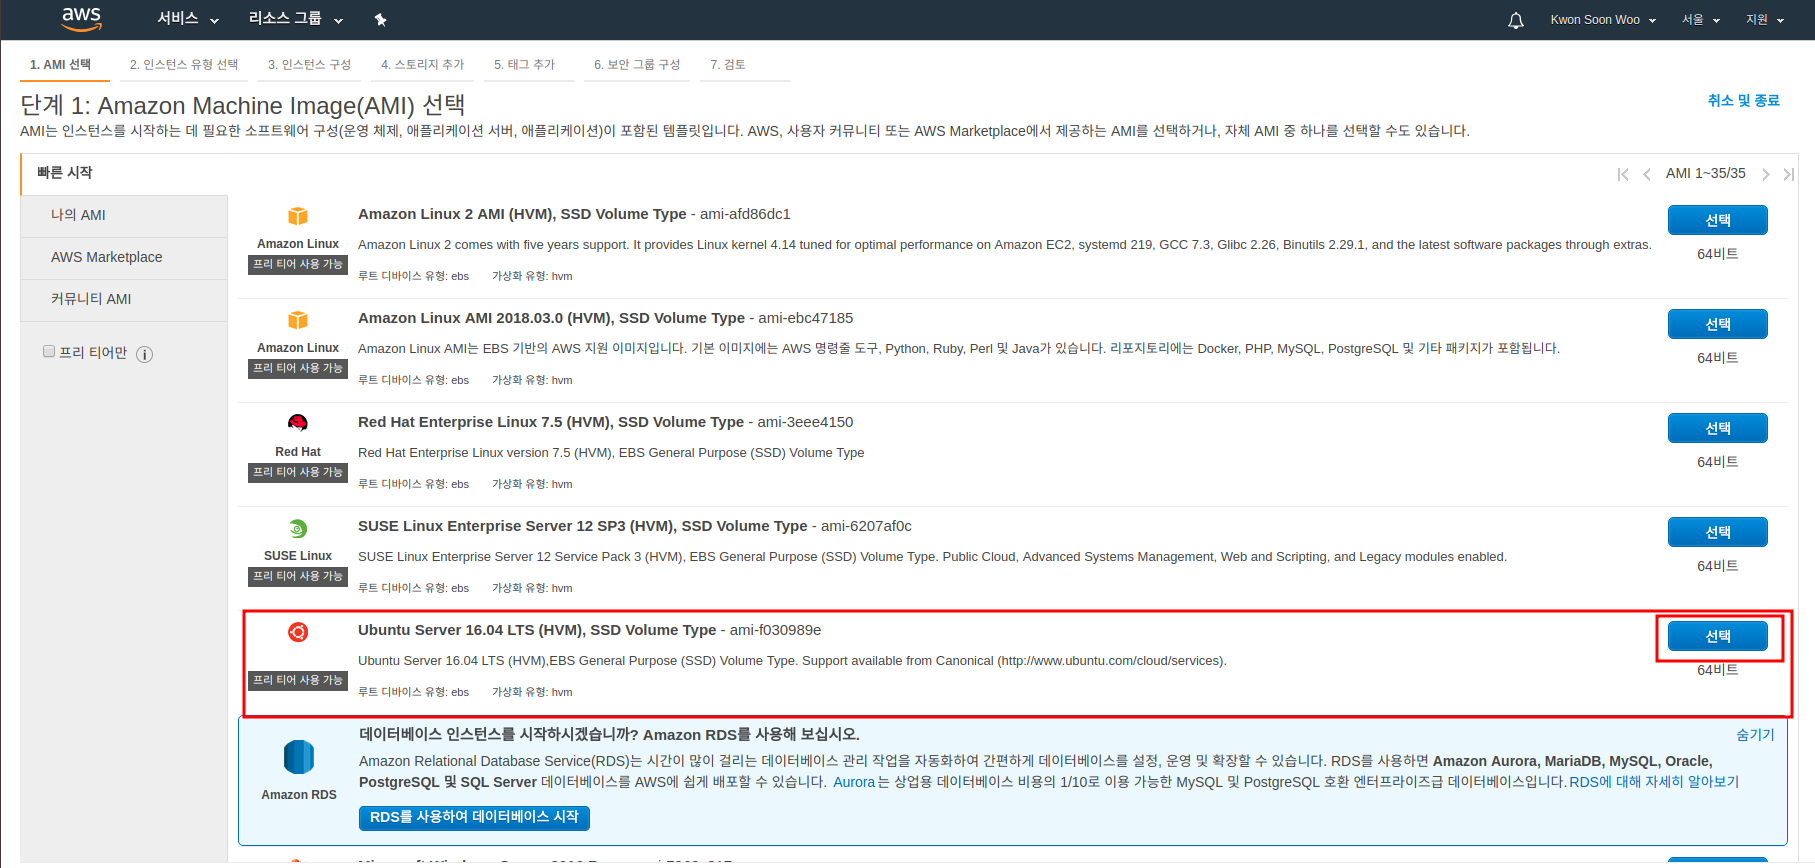 aws 서비스 리소스 그룹 Kwon Soon Woo 서울 지원
1. AMI 선택 2. 인스턴스 유형 선택 3. 인스턴스 구성 4. 스토리지 추가 5. 태그 추가 6. 보안 그룹 구성 7. 검토
단계 1: Amazon Machine Image(AMI) 선택
취소 및 종료
AMI는 인스턴스를 시작하는 데 필요한 소프트웨어 구성(운영 체제, 애플리케이션 서버, 애플리케이션)이 포함된 템플릿입니다. AWS, 사용자 커뮤니티 또는 AWS Marketplace에서 제공하는 AMI를 선택하거나, 자체 AMI 중 하나를 선택할 수도 있습니다.
빠른 시작
AMI 1~35/35
나의 AMI
AWS Marketplace
커뮤니티 AMI
프리 티어만
Amazon Linux
프리 티어 사용 가능
Amazon Linux 2 AMI (HVM), SSD Volume Type - ami-afd86dc1
Amazon Linux 2 comes with five years support. It provides Linux kernel 4.14 tuned for optimal performance on Amazon EC2, systemd 219, GCC 7.3, Glibc 2.26, Binutils 2.29.1, and the latest software packages through extras.
루트 디바이스 유형: ebs 가상화 유형: hvm
선택
64비트
Amazon Linux
프리 티어 사용 가능
Amazon Linux AMI 2018.03.0 (HVM), SSD Volume Type - ami-ebc47185
Amazon Linux AMI는 EBS 기반의 AWS 지원 이미지입니다. 기본 이미지에는 AWS 명령줄 도구, Python, Ruby, Perl 및 Java가 있습니다. 리포지토리에는 Docker, PHP, MySQL, PostgreSQL 및 기타 패키지가 포함됩니다.
루트 디바이스 유형: ebs 가상화 유형: hvm
선택
64비트
Red Hat
프리 티어 사용 가능
Red Hat Enterprise Linux 7.5 (HVM), SSD Volume Type - ami-3eee4150
Red Hat Enterprise Linux version 7.5 (HVM), EBS General Purpose (SSD) Volume Type
루트 디바이스 유형: ebs 가상화 유형: hvm
선택
64비트
SUSE Linux
프리 티어 사용 가능
SUSE Linux Enterprise Server 12 SP3 (HVM), SSD Volume Type - ami-6207af0c
SUSE Linux Enterprise Server 12 Service Pack 3 (HVM), EBS General Purpose (SSD) Volume Type. Public Cloud, Advanced Systems Management, Web and Scripting, and Legacy modules enabled.
루트 디바이스 유형: ebs 가상화 유형: hvm
선택
64비트
프리 티어 사용 가능
Ubuntu Server 16.04 LTS (HVM), SSD Volume Type - ami-f030989e
Ubuntu Server 16.04 LTS (HVM),EBS General Purpose (SSD) Volume Type. Support available from Canonical (http://www.ubuntu.com/cloud/services).
루트 디바이스 유형: ebs 가상화 유형: hvm
선택
64비트
Amazon RDS
데이터베이스 인스턴스를 시작하시겠습니까? Amazon RDS를 사용해 보십시오.
숨기기
Amazon Relational Database Service(RDS)는 시간이 많이 걸리는 데이터베이스 관리 작업을 자동화하여 간편하게 데이터베이스를 설정, 운영 및 확장할 수 있습니다. RDS를 사용하면 Amazon Aurora, MariaDB, MySQL, Oracle,
PostgreSQL 및 SQL Server 데이터베이스를 AWS에 쉽게 배포할 수 있습니다. Aurora는 상업용 데이터베이스 비용의 1/10로 이용 가능한 MySQL 및 PostgreSQL 호환 엔터프라이즈급 데이터베이스입니다. RDS에 대해 자세히 알아보기
RDS를 사용하여 데이터베이스 시작